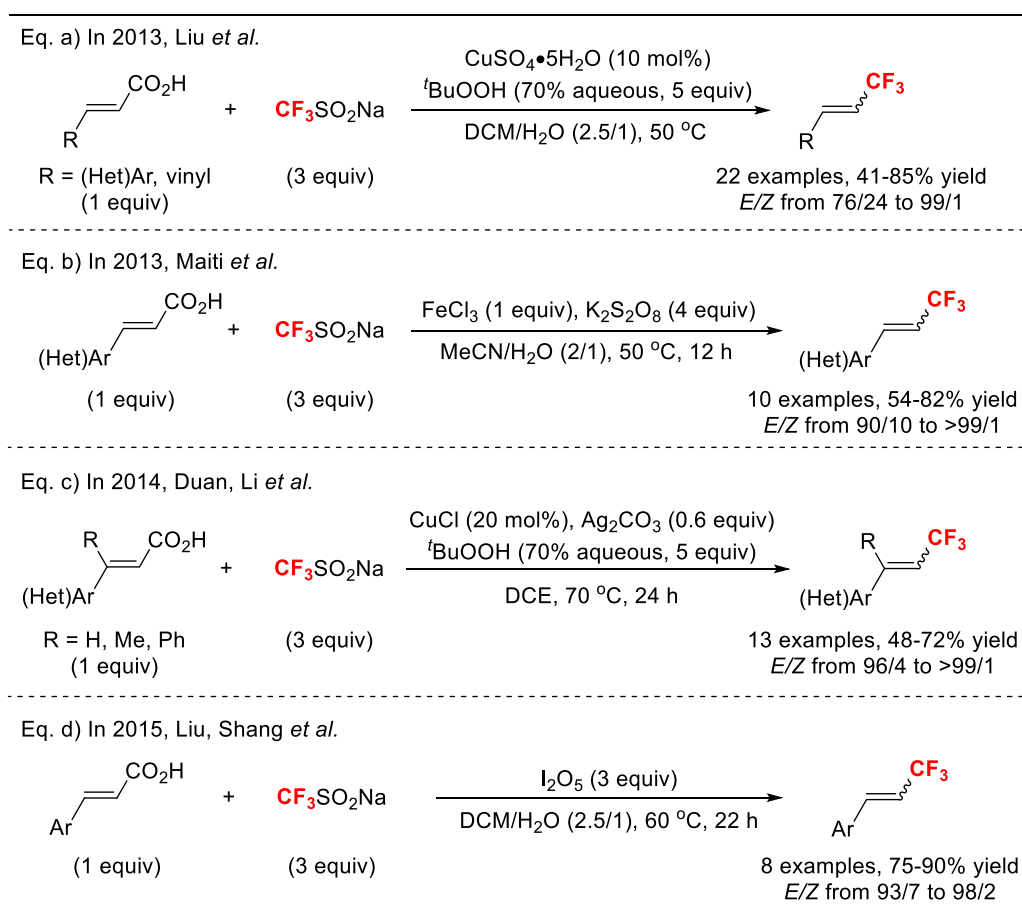 Eq. a) In 2013, Liu et al.
CO₂H
R
+
CF₃SO₂Na
CuSO₄•5H₂O (10 mol%)
ᵗBuOOH (70% aqueous, 5 equiv)
DCM/H₂O (2.5/1), 50 °C
CF₃
R
R = (Het)Ar, vinyl
(1 equiv)
(3 equiv)
22 examples, 41-85% yield
E/Z from 76/24 to 99/1
Eq. b) In 2013, Maiti et al.
CO₂H
(Het)Ar
+
CF₃SO₂Na
FeCl₃ (1 equiv), K₂S₂O₈ (4 equiv)
MeCN/H₂O (2/1), 50 °C, 12 h
CF₃
(Het)Ar
(1 equiv)
(3 equiv)
10 examples, 54-82% yield
E/Z from 90/10 to >99/1
Eq. c) In 2014, Duan, Li et al.
R
CO₂H
(Het)Ar
+
CF₃SO₂Na
CuCl (20 mol%), Ag₂CO₃ (0.6 equiv)
ᵗBuOOH (70% aqueous, 5 equiv)
DCE, 70 °C, 24 h
R
CF₃
(Het)Ar
R = H, Me, Ph
(1 equiv)
(3 equiv)
13 examples, 48-72% yield
E/Z from 96/4 to >99/1
Eq. d) In 2015, Liu, Shang et al.
CO₂H
Ar
+
CF₃SO₂Na
I₂O₅ (3 equiv)
DCM/H₂O (2.5/1), 60 °C, 22 h
CF₃
Ar
(1 equiv)
(3 equiv)
8 examples, 75-90% yield
E/Z from 93/7 to 98/2